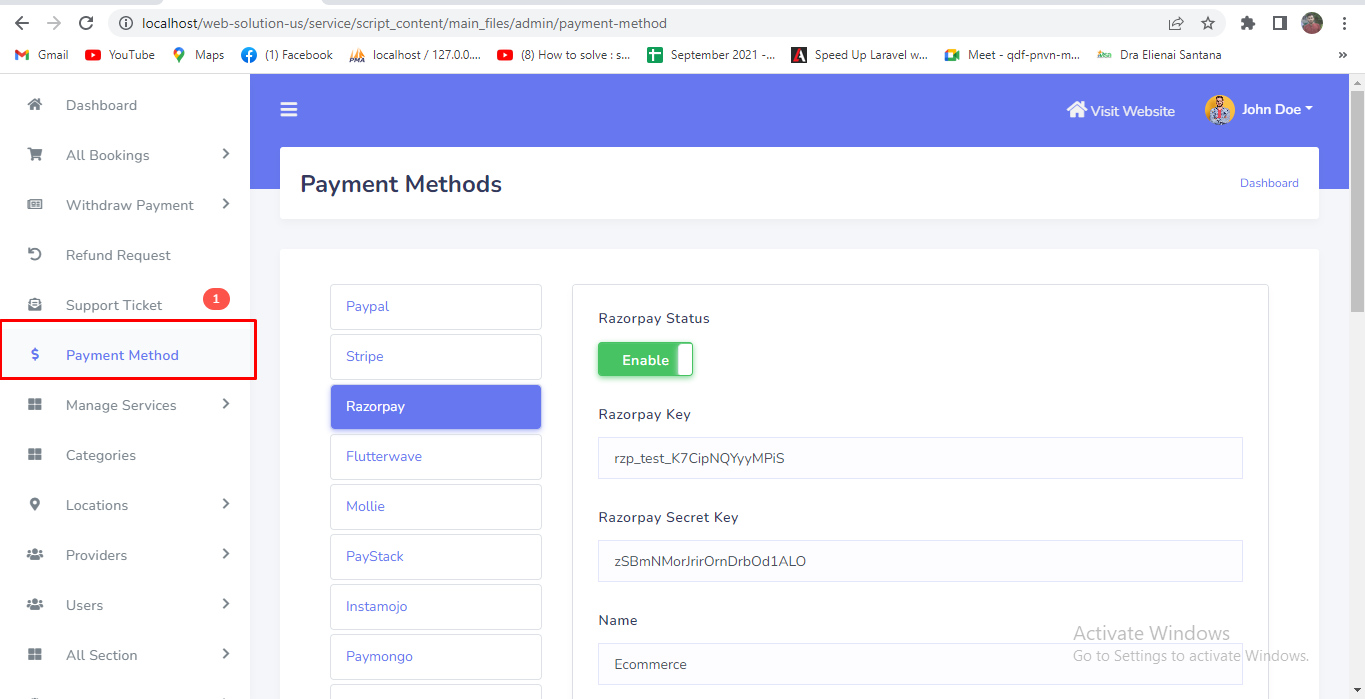 localhost/web-solution-us/service/script_content/main_files/admin/payment-method
Gmail YouTube Maps (1) Facebook localhost / 127.0.0.... (8) How to solve : s... September 2021 -... Speed Up Laravel w... Meet - qdf-pnvn-m... Dra Elienai Santana »
Dashboard
All Bookings
Withdraw Payment
Refund Request
Support Ticket 1
Payment Method
Manage Services
Categories
Locations
Providers
Users
All Section
Visit Website John Doe
Payment Methods Dashboard
Paypal
Stripe
Razorpay
Flutterwave
Mollie
PayStack
Instamojo
Paymongo
Razorpay Status
Enable
Razorpay Key
rzp_test_K7CipNQYyyMPiS
Razorpay Secret Key
zSBmNMorJrirOrnDrbOd1ALO
Name
Ecommerce
Activate Windows
Go to Settings to activate Windows.